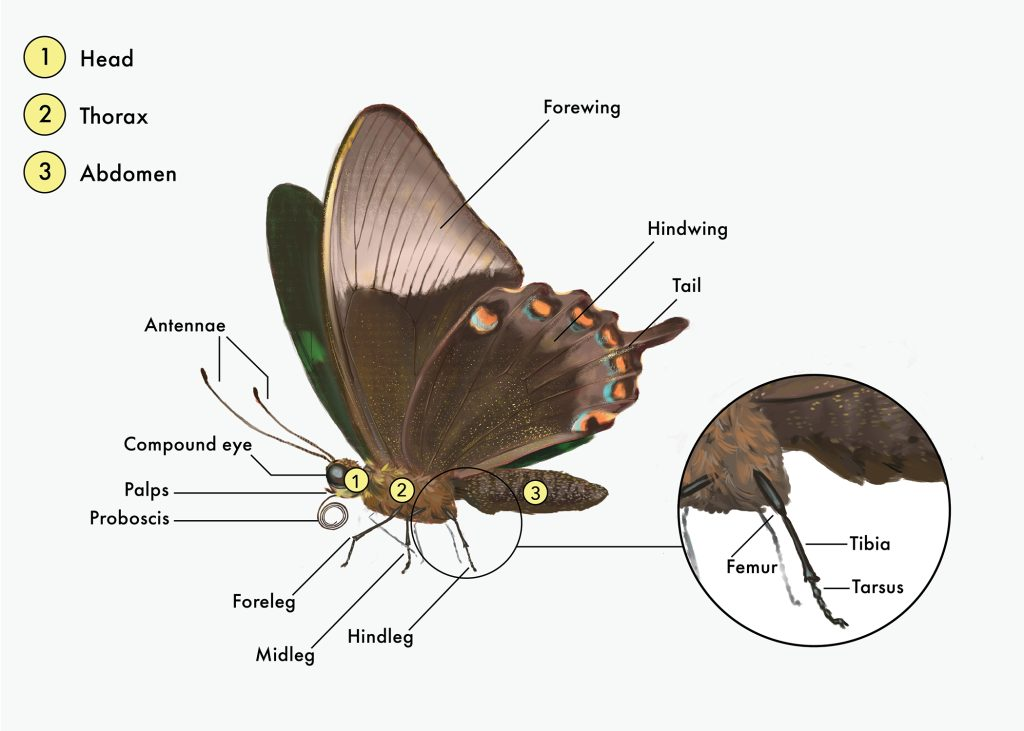 1 Head
2 Thorax
3 Abdomen
Forewing
Hindwing
Tail
Antennae
Compound eye
Palps
Proboscis
1
2
3
Foreleg
Midleg
Hindleg
Femur
Tibia
Tarsus